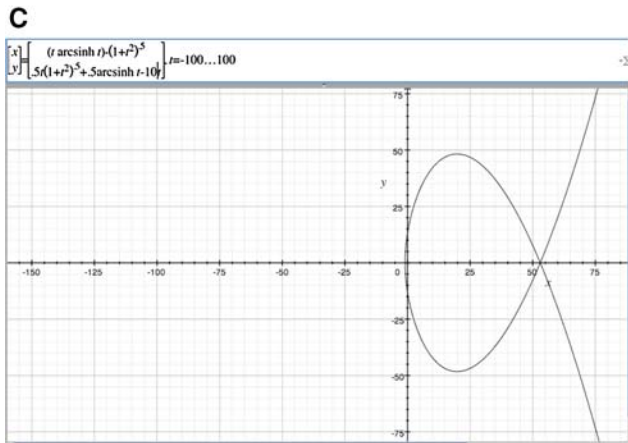 C
[x y]=[(t arcsinh t)-(1+t²)^.5
.5t(1+t²)^.5+.5arcsinh t-10t], t=-100...100
75
50
y
25
-150 -125 -100 -75 -50 -25 0 25 50 75
x
-25
-50
-75